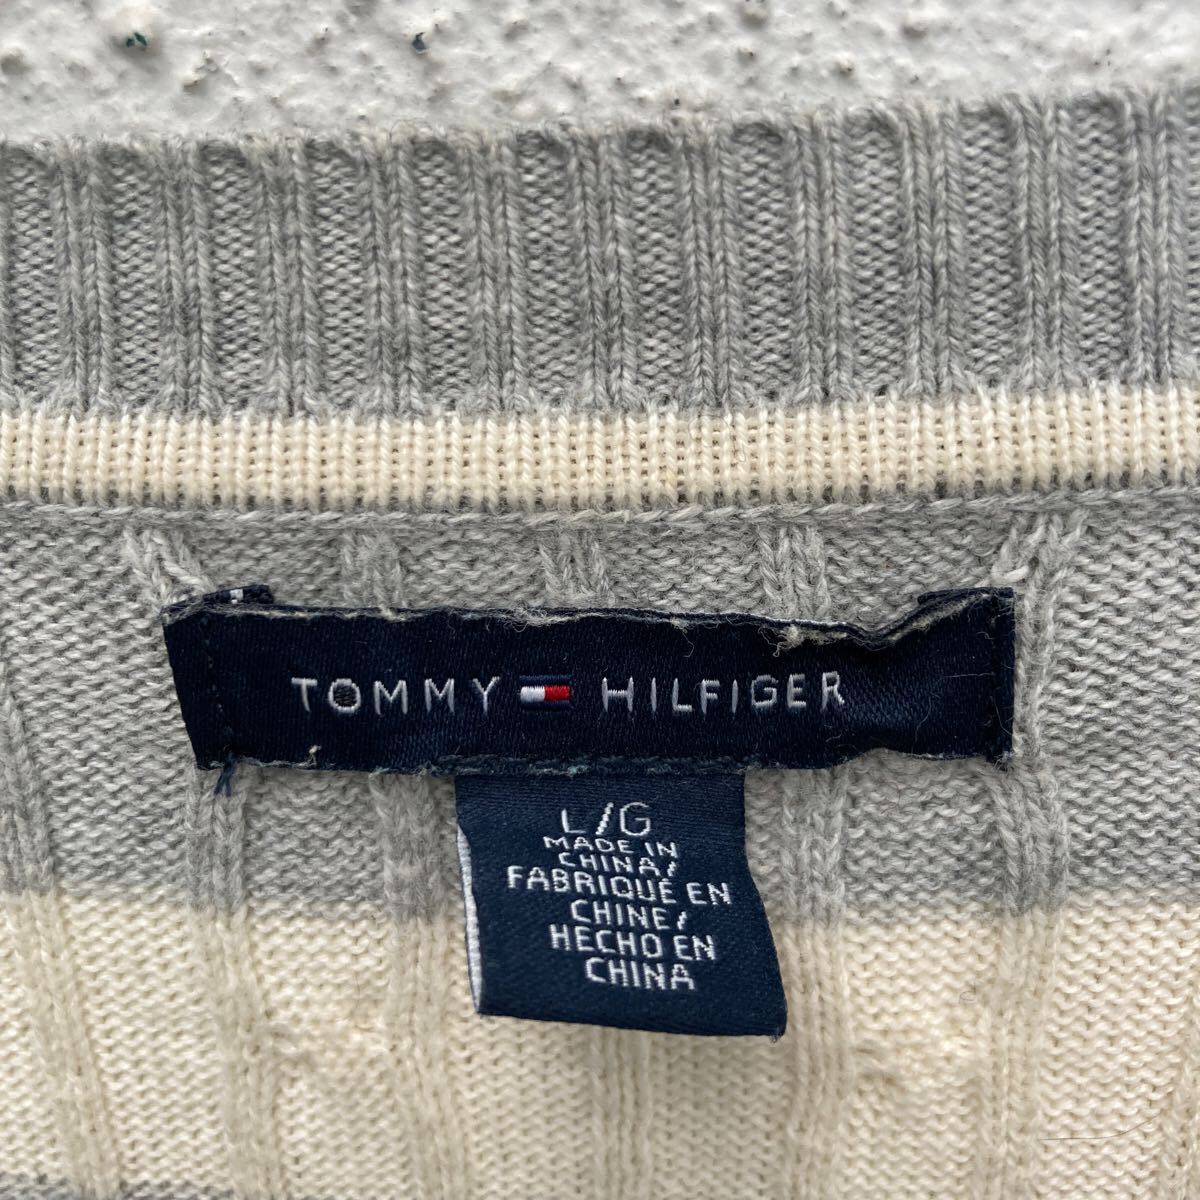 TOMMY HILFIGER
L/G
MADE IN
CHINA/
FABRIQUÉ EN
CHINE/
HECHO EN
CHINA